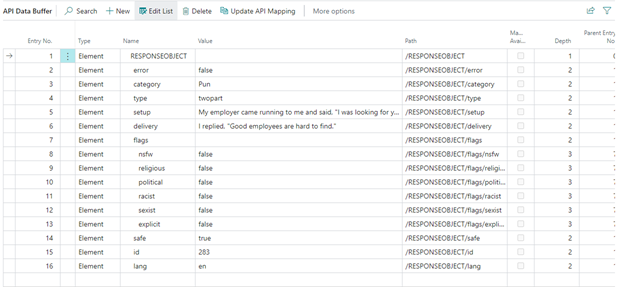 API Data Buffer Search + New Edit List Delete Update API Mapping More options
Entry No. Type Name Value Path Ma... Avai... Depth Parent Entry No.
1 Element RESPONSEOBJECT /RESPONSEOBJECT 1
2 Element error false /RESPONSEOBJECT/error 2
3 Element category Pun /RESPONSEOBJECT/category 2
4 Element type twopart /RESPONSEOBJECT/type 2
5 Element setup My employer came running to me and said, "I was looking for y... /RESPONSEOBJECT/setup 2
6 Element delivery I replied, "Good employees are hard to find." /RESPONSEOBJECT/delivery 2
7 Element flags /RESPONSEOBJECT/flags 2
8 Element nsfw false /RESPONSEOBJECT/flags/nsfw 3
9 Element religious false /RESPONSEOBJECT/flags/religi... 3
10 Element political false /RESPONSEOBJECT/flags/politi... 3
11 Element racist false /RESPONSEOBJECT/flags/racist 3
12 Element sexist false /RESPONSEOBJECT/flags/sexist 3
13 Element explicit false /RESPONSEOBJECT/flags/expli... 3
14 Element safe true /RESPONSEOBJECT/safe 2
15 Element id 283 /RESPONSEOBJECT/id 2
16 Element lang en /RESPONSEOBJECT/lang 2